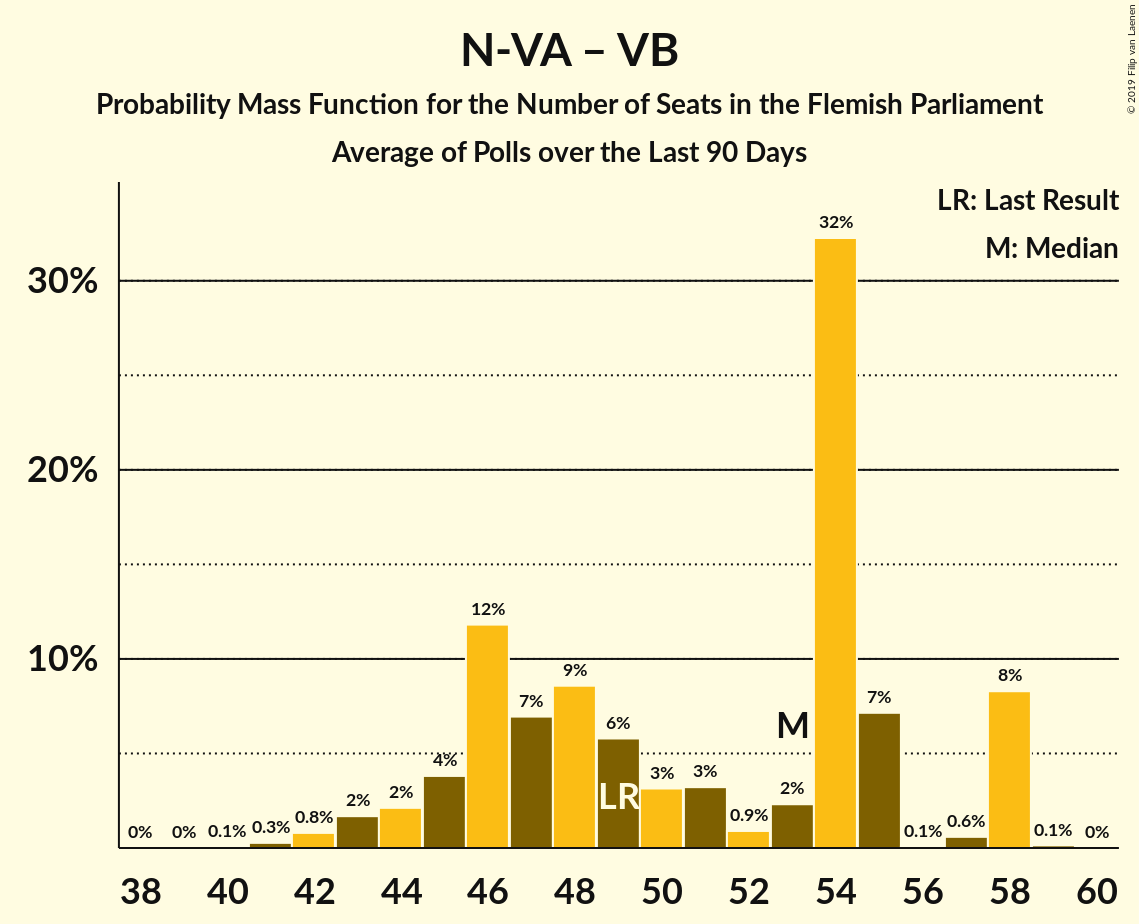 N-VA – VB
Probability Mass Function for the Number of Seats in the Flemish Parliament
Average of Polls over the Last 90 Days
© 2019 Filip van Laenen
LR: Last Result
M: Median
30%
20%
10%
0% 0% 0.1% 0.3% 0.8% 2% 2% 4% 12% 7% 9% 6% 3% 3% 0.9% 2% 32% 7% 0.1% 0.6% 8% 0.1% 0%
LR
M
38 40 42 44 46 48 50 52 54 56 58 60